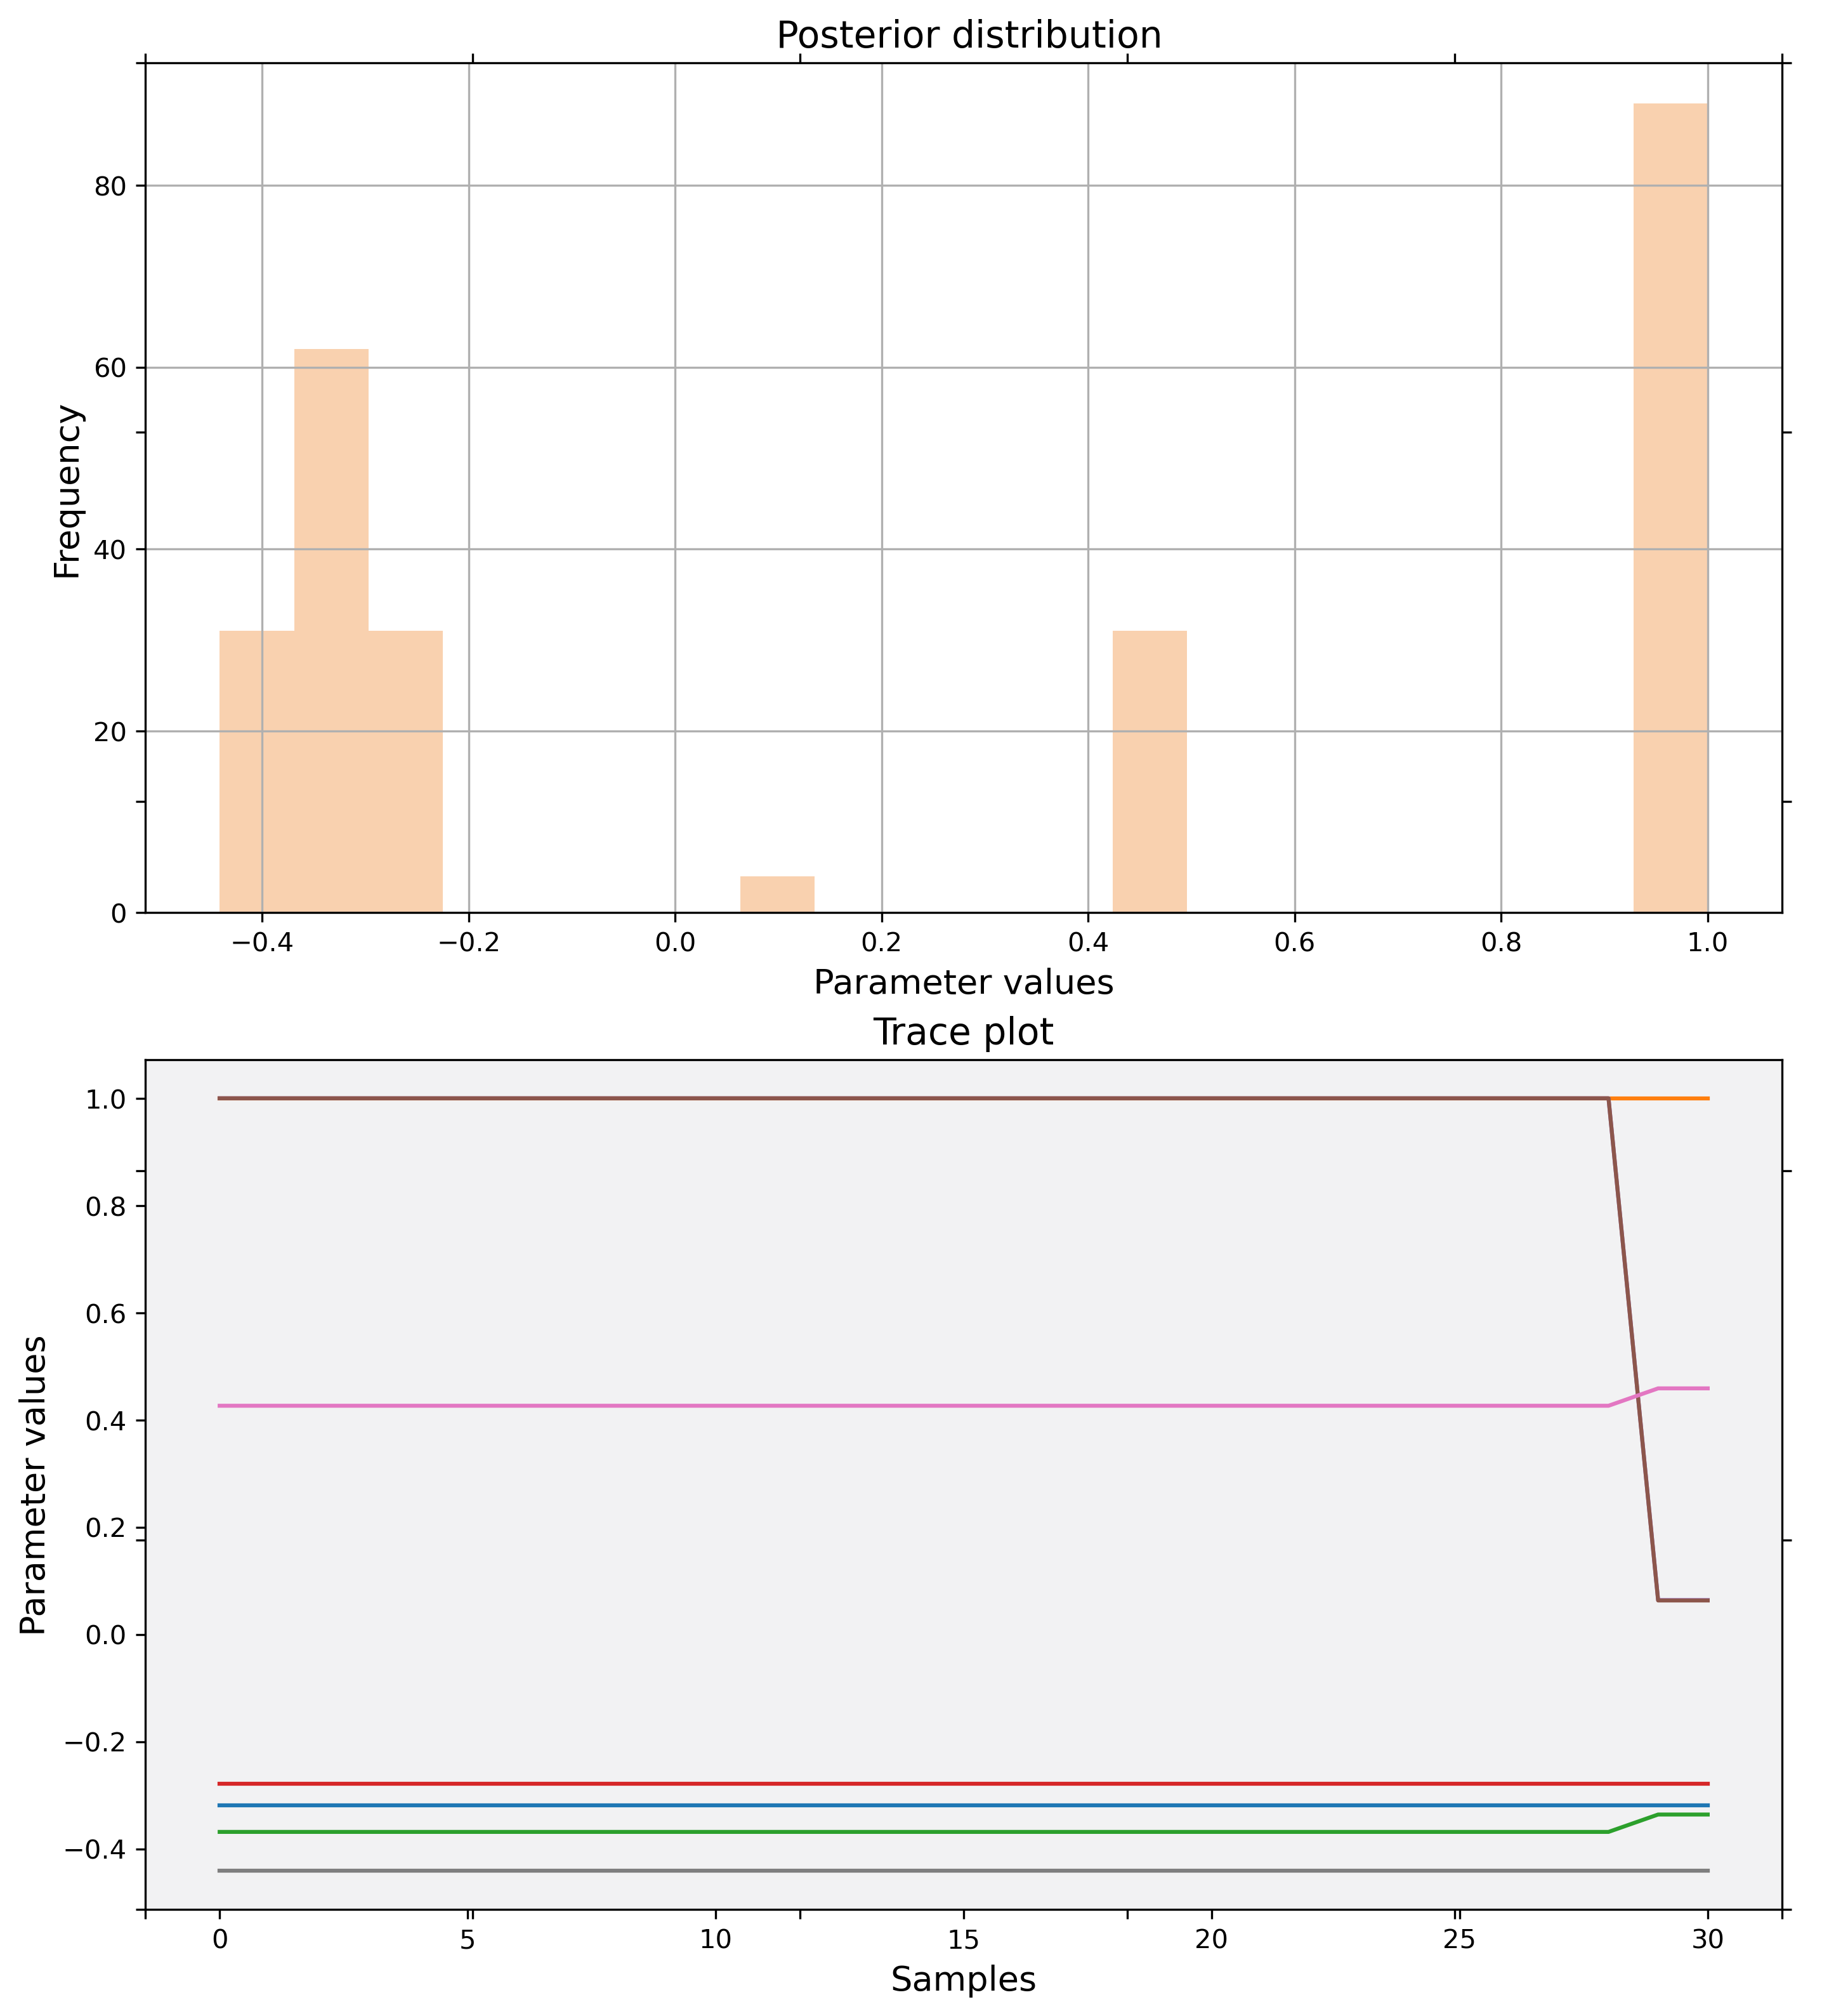 Posterior distribution
80
60
40
20
0
Frequency
−0.4 −0.2 0.0 0.2 0.4 0.6 0.8 1.0
Parameter values
Trace plot
1.0
0.8
0.6
0.4
0.2
0.0
−0.2
−0.4
Parameter values
0 5 10 15 20 25 30
Samples